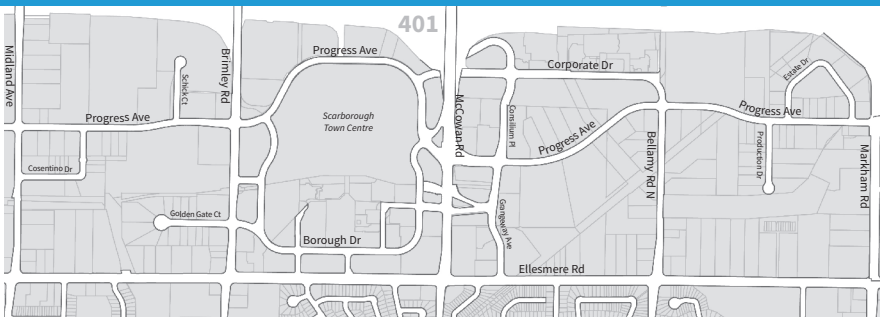 401
Progress Ave
Midland Ave
Brimley Rd
Corporate Dr
Estate Dr
Schick Ct
Progress Ave
McCowan Rd
Consilium Pl
Scarborough
Town Centre
Progress Ave
Progress Ave
Bellamy Rd N
Production Dr
Markham Rd
Cosentino Dr
Golden Gate Ct
Grangeway Ave
Borough Dr
Ellesmere Rd